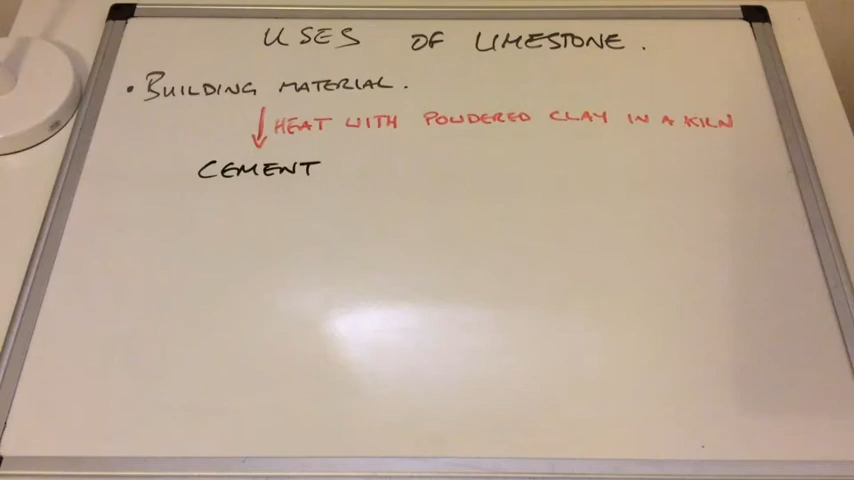 USES OF LIMESTONE.
• BUILDING MATERIAL.
↓ HEAT WITH POWDERED CLAY IN A KILN
CEMENT